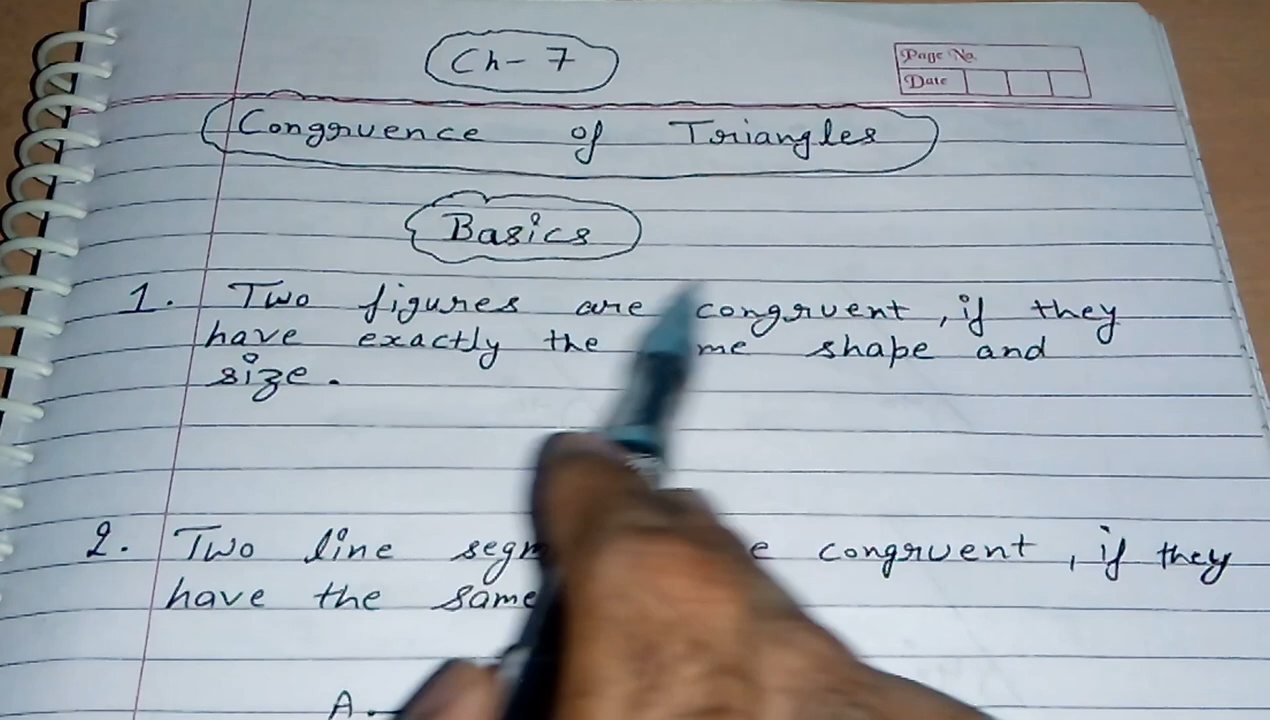 Ch- 7
Page No.
Date
Congruence of Triangles
Basics
1. Two figures are congruent, if they
have exactly the me shape and
size.
2. Two line segm e congruent, if they
have the same
A.